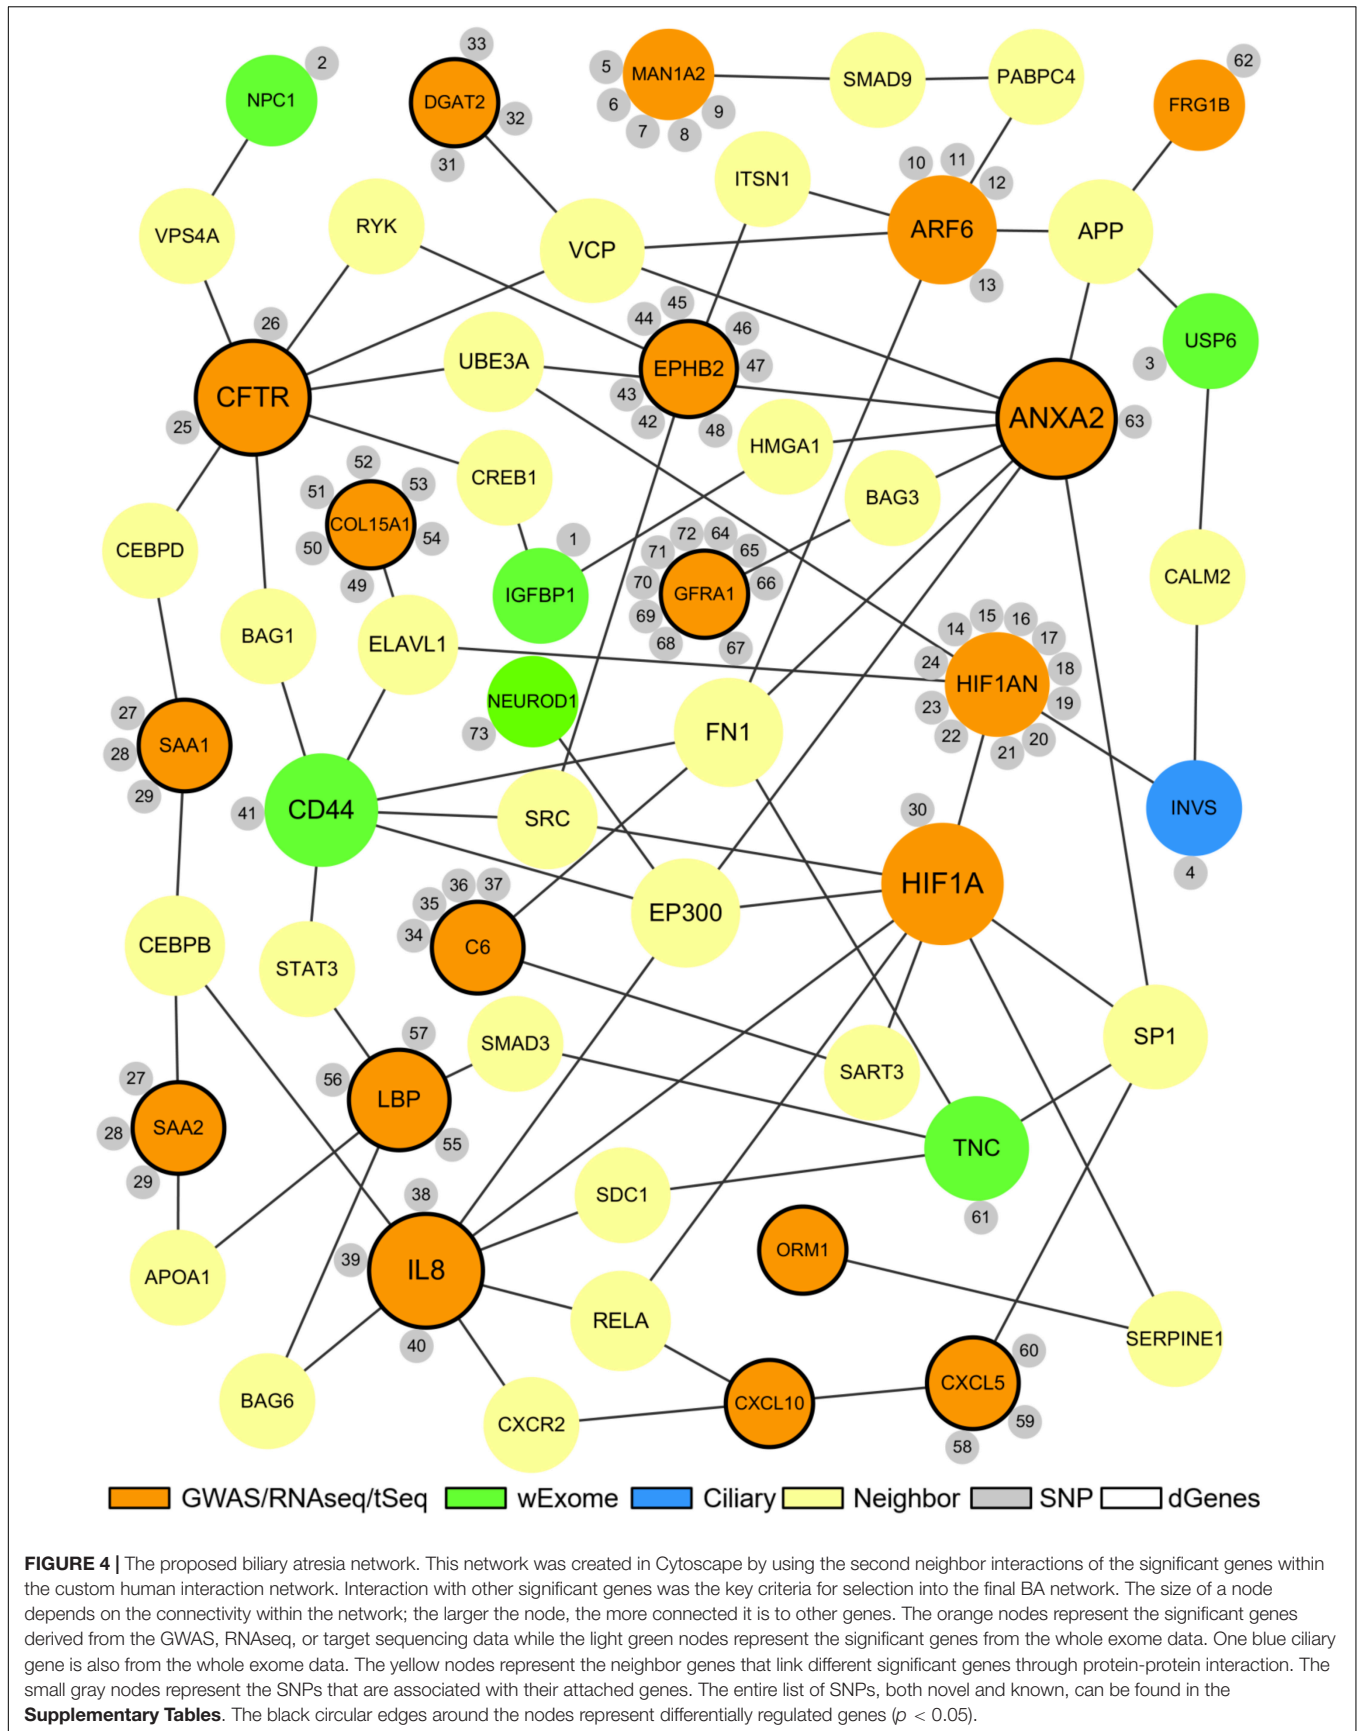 33
2
62
5
MAN1A2
SMAD9
PABPC4
NPC1
DGAT2
FRG1B
6
9
32
7
8
31
10
11
12
ITSN1
VPS4A
RYK
VCP
ARF6
APP
13
26
44
45
46
USP6
UBE3A
EPHB2
47
3
CFTR
43
42
48
ANXA2
63
25
HMGA1
52
CREB1
51
53
BAG3
COL15A1
50
54
CEBPD
1
72
64
71
65
49
IGFBP1
70
GFRA1
66
CALM2
69
68
67
BAG1
ELAVL1
14
15
16
17
24
18
HIF1AN
NEUROD1
23
19
27
73
FN1
22
21
20
SAA1
28
29
41
CD44
SRC
30
INVS
4
36
37
HIF1A
35
34
C6
EP300
CEBPB
STAT3
57
SMAD3
SP1
27
56
LBP
SART3
28
SAA2
55
TNC
29
38
SDC1
61
39
IL8
ORM1
APOA1
40
RELA
SERPINE1
60
BAG6
CXCR2
CXCL10
CXCL5
59
58
GWAS/RNAseq/tSeq wExome Ciliary Neighbor SNP dGenes
FIGURE 4 | The proposed biliary atresia network. This network was created in Cytoscape by using the second neighbor interactions of the significant genes within
the custom human interaction network. Interaction with other significant genes was the key criteria for selection into the final BA network. The size of a node
depends on the connectivity within the network; the larger the node, the more connected it is to other genes. The orange nodes represent the significant genes
derived from the GWAS, RNAseq, or target sequencing data while the light green nodes represent the significant genes from the whole exome data. One blue ciliary
gene is also from the whole exome data. The yellow nodes represent the neighbor genes that link different significant genes through protein-protein interaction. The
small gray nodes represent the SNPs that are associated with their attached genes. The entire list of SNPs, both novel and known, can be found in the
Supplementary Tables. The black circular edges around the nodes represent differentially regulated genes (p < 0.05).